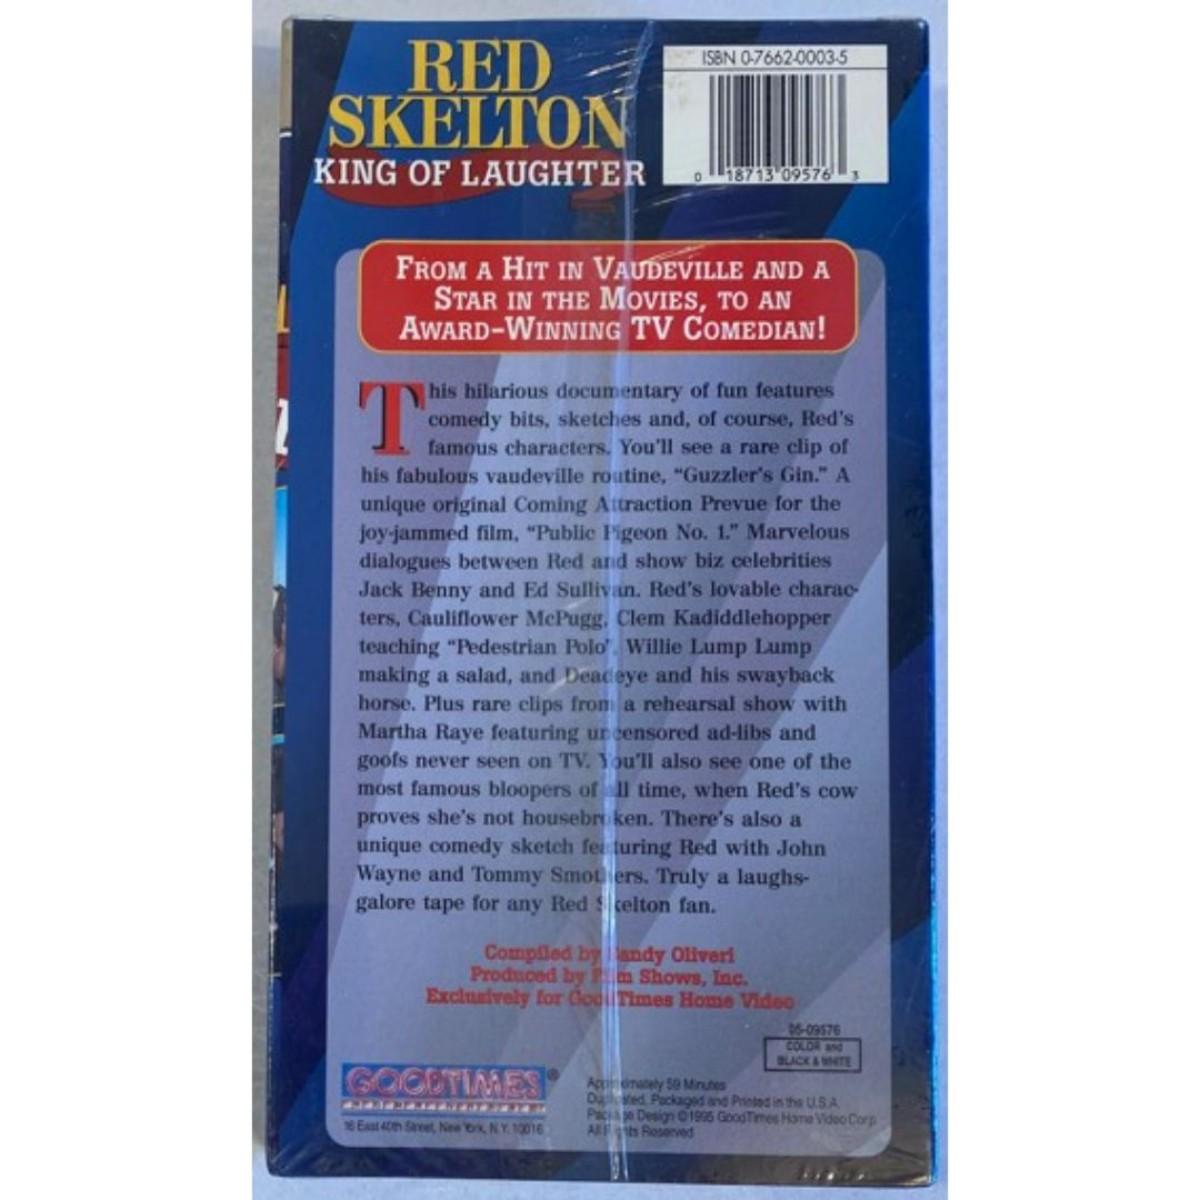 RED
SKELTON
KING OF LAUGHTER
ISBN 0-7662-0003-5
0 18713 09576 3
FROM A HIT IN VAUDEVILLE AND A
STAR IN THE MOVIES, TO AN
AWARD-WINNING TV COMEDIAN!
This hilarious documentary of fun features
comedy bits, sketches and, of course, Red's
famous characters. You'll see a rare clip of
his fabulous vaudeville routine, "Guzzler's Gin." A
unique original Coming Attraction Prevue for the
joy-jammed film, "Public Pigeon No. 1." Marvelous
dialogues between Red and show biz celebrities
Jack Benny and Ed Sullivan. Red's lovable charac-
ters, Cauliflower McPugg, Clem Kadiddlehopper
teaching "Pedestrian Polo", Willie Lump Lump
making a salad, and Deadeye and his swayback
horse. Plus rare clips from a rehearsal show with
Martha Raye featuring uncensored ad-libs and
goofs never seen on TV. You'll also see one of the
most famous bloopers of all time, when Red's cow
proves she's not housebroken. There's also a
unique comedy sketch featuring Red with John
Wayne and Tommy Smothers. Truly a laughs-
galore tape for any Red Skelton fan.
Compiled by Sandy Oliveri
Produced by Film Shows, Inc.
Exclusively for GoodTimes Home Video
05-09576
COLOR and
BLACK & WHITE
GOODTIMES®
16 East 40th Street, New York, N.Y. 10016
Approximately 59 Minutes
Duplicated, Packaged and Printed in the U.S.A.
Package Design ©1995 GoodTimes Home Video Corp.
All Rights Reserved